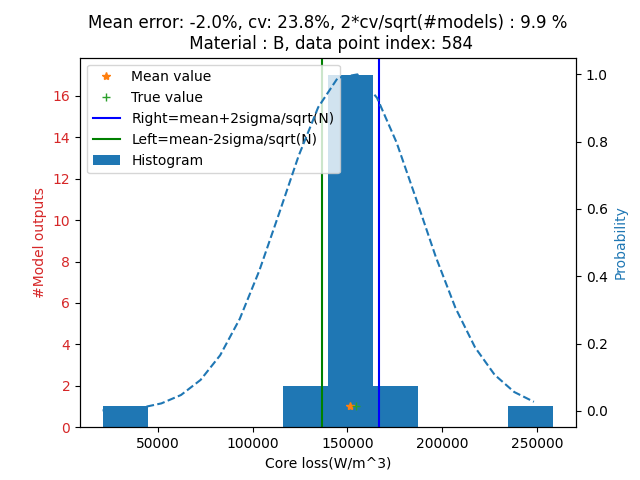 Mean error: -2.0%, cv: 23.8%, 2*cv/sqrt(#models) : 9.9 %
Material : B, data point index: 584
Mean value
True value
Right=mean+2sigma/sqrt(N)
Left=mean-2sigma/sqrt(N)
Histogram
#Model outputs
16
14
12
10
8
6
4
2
0
1.0
0.8
0.6
0.4
0.2
0.0
Probability
50000 100000 150000 200000 250000
Core loss(W/m^3)